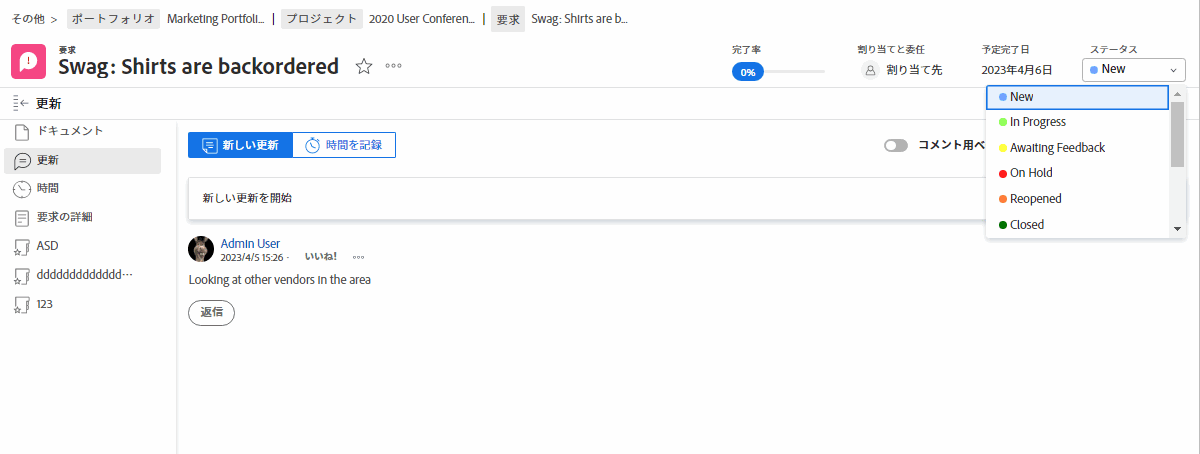 その他 > ポートフォリオ Marketing Portfoli... | プロジェクト 2020 User Conferen... | 要求 Swag: Shirts are b...
要求
Swag: Shirts are backordered
完了率
0%
割り当てと委任
割り当て先
予定完了日
2023年4月6日
ステータス
New
更新
New
In Progress
Awaiting Feedback
On Hold
Reopened
Closed
ドキュメント
更新
時間
要求の詳細
ASD
ddddddddddddd...
123
新しい更新
時間を記録
コメント用ベ
新しい更新を開始
Admin User
2023/4/5 15:26 · いいね!
Looking at other vendors in the area
返信